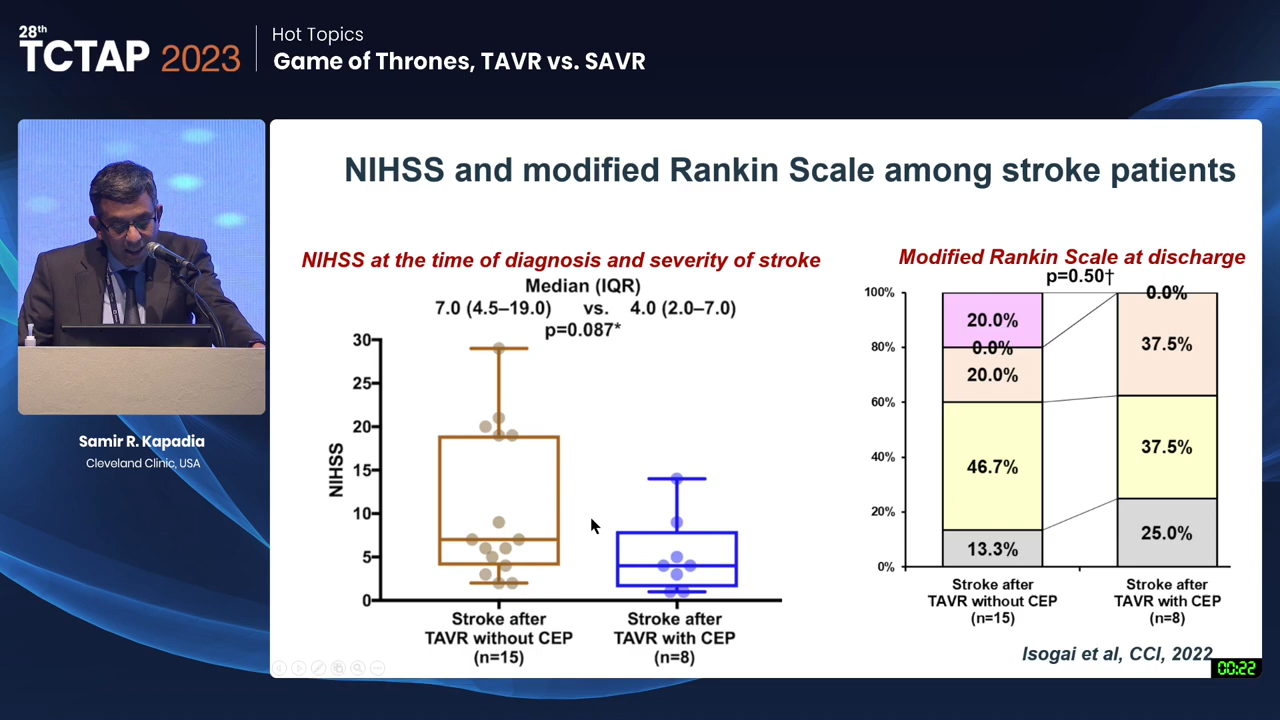 28th
TCTAP 2023
Hot Topics
Game of Thrones, TAVR vs. SAVR
Samir R. Kapadia
Cleveland Clinic, USA
NIHSS and modified Rankin Scale among stroke patients
NIHSS at the time of diagnosis and severity of stroke
Median (IQR)
7.0 (4.5–19.0) vs. 4.0 (2.0–7.0)
p=0.087*
30
25
20
15
10
5
0
NIHSS
Stroke after
TAVR without CEP
(n=15)
Stroke after
TAVR with CEP
(n=8)
Modified Rankin Scale at discharge
p=0.50†
100%
80%
60%
40%
20%
0%
20.0%
0.0%
20.0%
46.7%
13.3%
0.0%
37.5%
37.5%
25.0%
Stroke after
TAVR without CEP
(n=15)
Stroke after
TAVR with CEP
(n=8)
Isogai et al, CCI, 2022
00:22